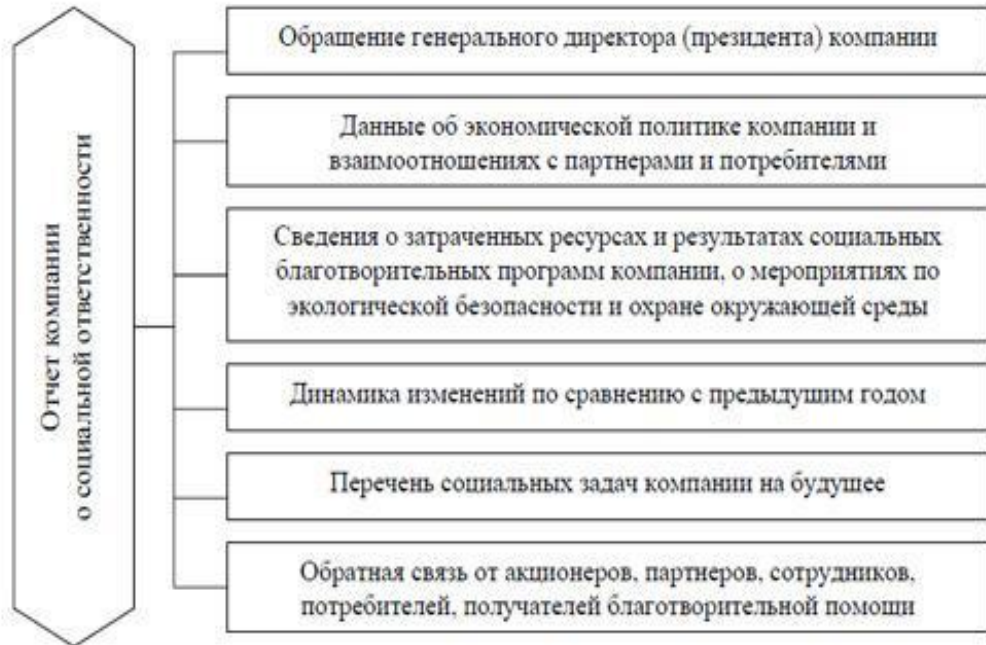 Отчет компании
о социальной ответственности
Обращение генерального директора (президента) компании
Данные об экономической политике компании и
взаимоотношениях с партнерами и потребителями
Сведения о затраченных ресурсах и результатах социальных
благотворительных программ компании, о мероприятиях по
экологической безопасности и охране окружающей среды
Динамика изменений по сравнению с предыдущим годом
Перечень социальных задач компании на будущее
Обратная связь от акционеров, партнеров, сотрудников,
потребителей, получателей благотворительной помощи